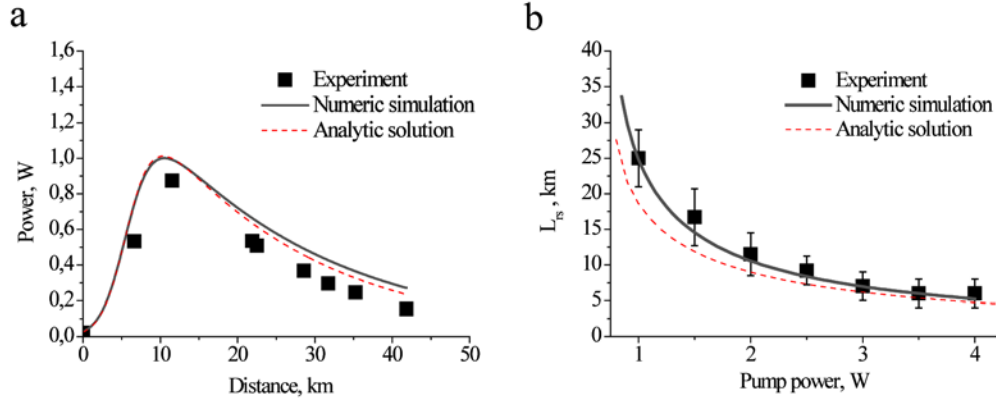 a
1,6
1,4
1,2
1,0
0,8
0,6
0,4
0,2
0,0
0
10
20
30
40
50
Power, W
Distance, km
Experiment
Numeric simulation
Analytic solution
b
40
35
30
25
20
15
10
5
0
1
2
3
4
L_rs, km
Pump power, W
Experiment
Numeric simulation
Analytic solution